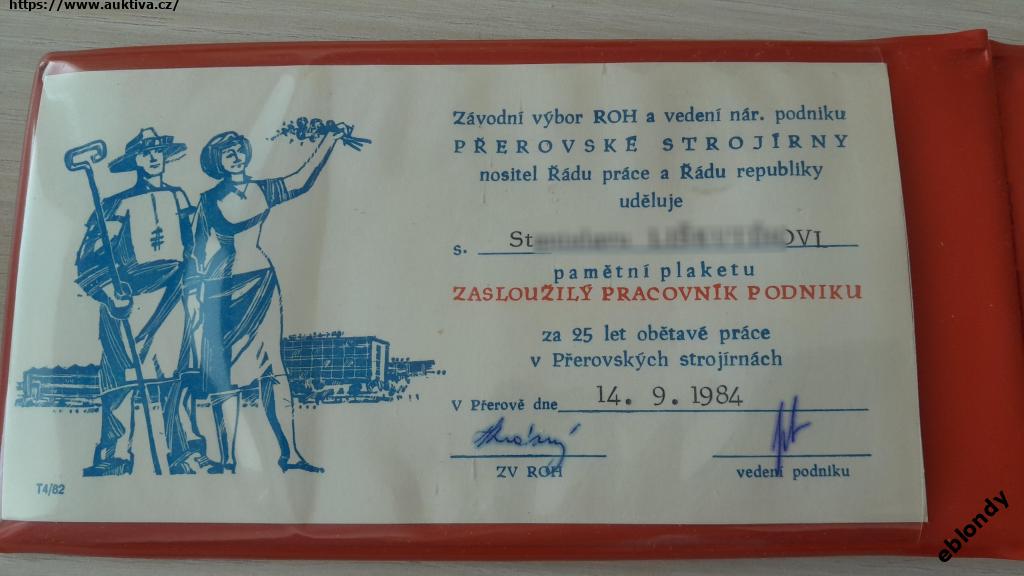 https://www.auktiva.cz/
Závodní výbor ROH a vedení nár. podniku
PŘEROVSKÉ STROJÍRNY
nositel Řádu práce a Řádu republiky
uděluje
s.
pamětní plaketu
ZASLOUŽILÝ PRACOVNÍK PODNIKU
za 25 let obětavé práce
v Přerovských strojírnách
V Přerově dne 14. 9. 1984
ZV ROH
vedení podniku
T4/82
eblondy